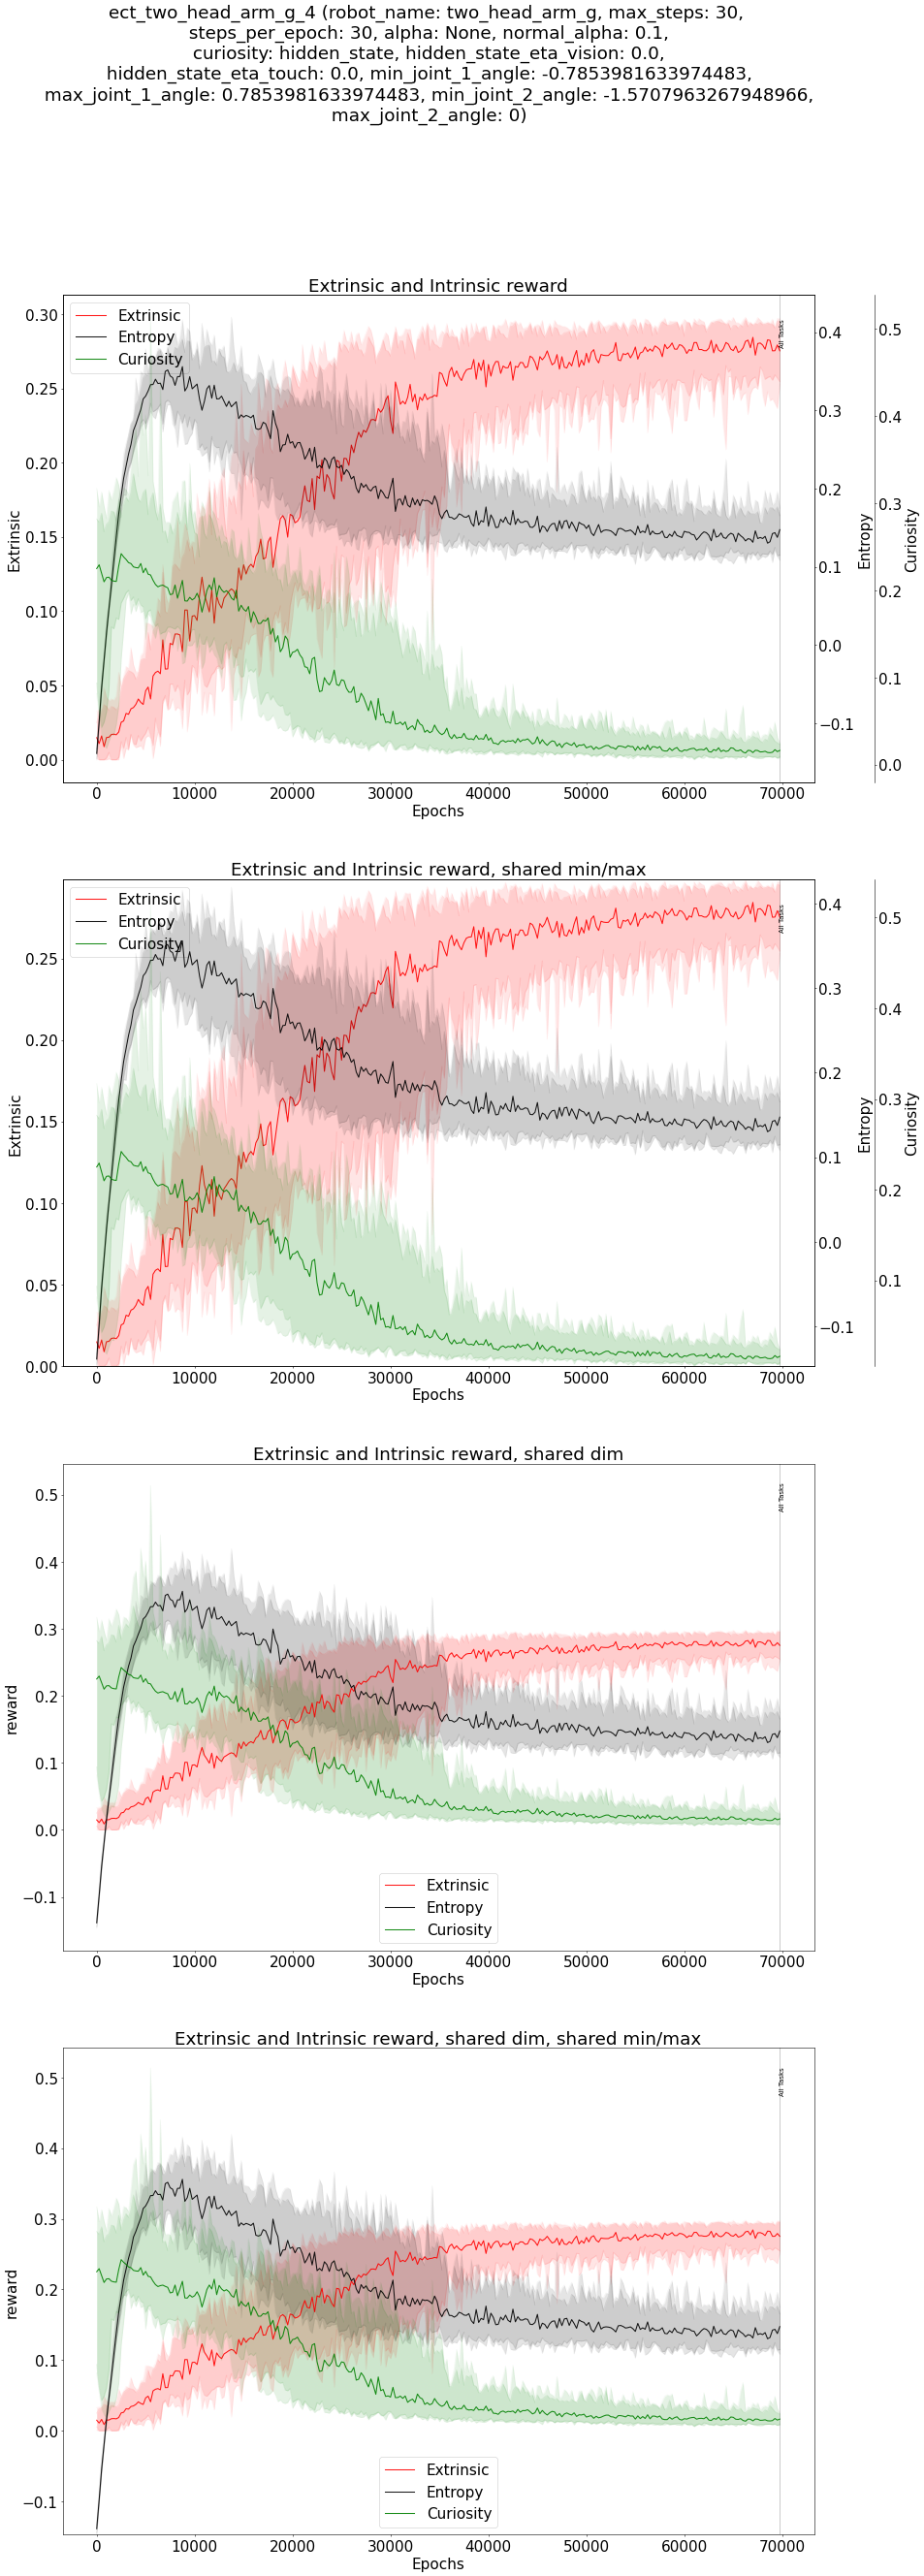 ect_two_head_arm_g_4 (robot_name: two_head_arm_g, max_steps: 30,
steps_per_epoch: 30, alpha: None, normal_alpha: 0.1,
curiosity: hidden_state, hidden_state_eta_vision: 0.0,
hidden_state_eta_touch: 0.0, min_joint_1_angle: -0.7853981633974483,
max_joint_1_angle: 0.7853981633974483, min_joint_2_angle: -1.5707963267948966,
max_joint_2_angle: 0)
Extrinsic and Intrinsic reward
Extrinsic
Entropy
Curiosity
All Tasks
0.30
0.25
0.20
0.15
0.10
0.05
0.00
Extrinsic
0.4
0.3
0.2
0.1
0.0
−0.1
Entropy
0.5
0.4
0.3
0.2
0.1
0.0
Curiosity
0 10000 20000 30000 40000 50000 60000 70000
Epochs
Extrinsic and Intrinsic reward, shared min/max
Extrinsic
Entropy
Curiosity
All Tasks
0.25
0.20
0.15
0.10
0.05
0.00
Extrinsic
0.4
0.3
0.2
0.1
0.0
−0.1
Entropy
0.5
0.4
0.3
0.2
0.1
Curiosity
0 10000 20000 30000 40000 50000 60000 70000
Epochs
Extrinsic and Intrinsic reward, shared dim
All Tasks
0.5
0.4
0.3
0.2
0.1
0.0
−0.1
reward
Extrinsic
Entropy
Curiosity
0 10000 20000 30000 40000 50000 60000 70000
Epochs
Extrinsic and Intrinsic reward, shared dim, shared min/max
All Tasks
0.5
0.4
0.3
0.2
0.1
0.0
−0.1
reward
Extrinsic
Entropy
Curiosity
0 10000 20000 30000 40000 50000 60000 70000
Epochs